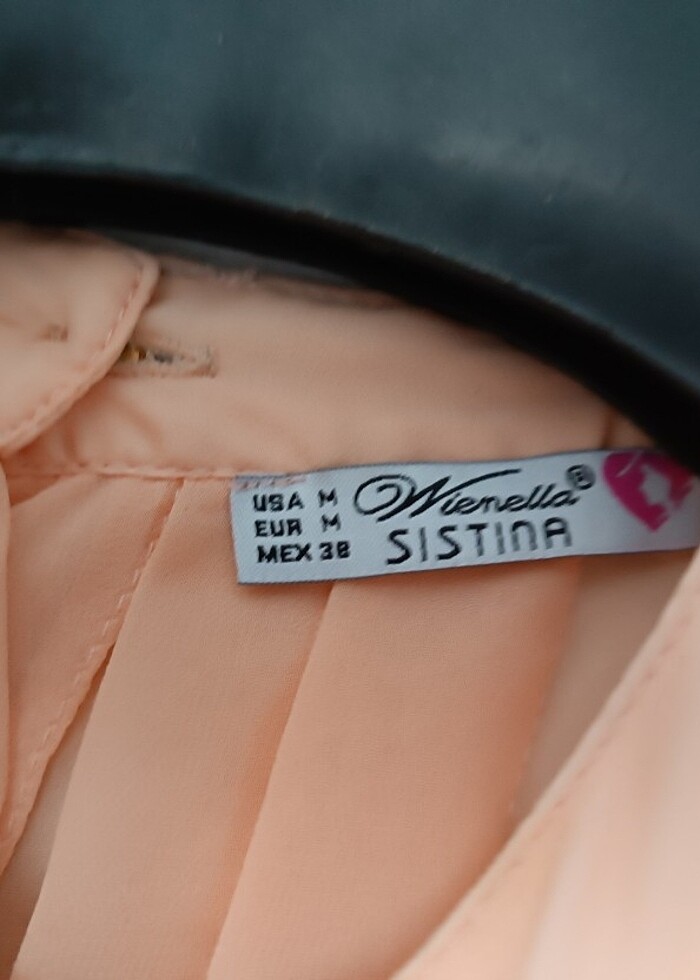 USA M
EUR M
MEX 38
Wienella®
SISTINA